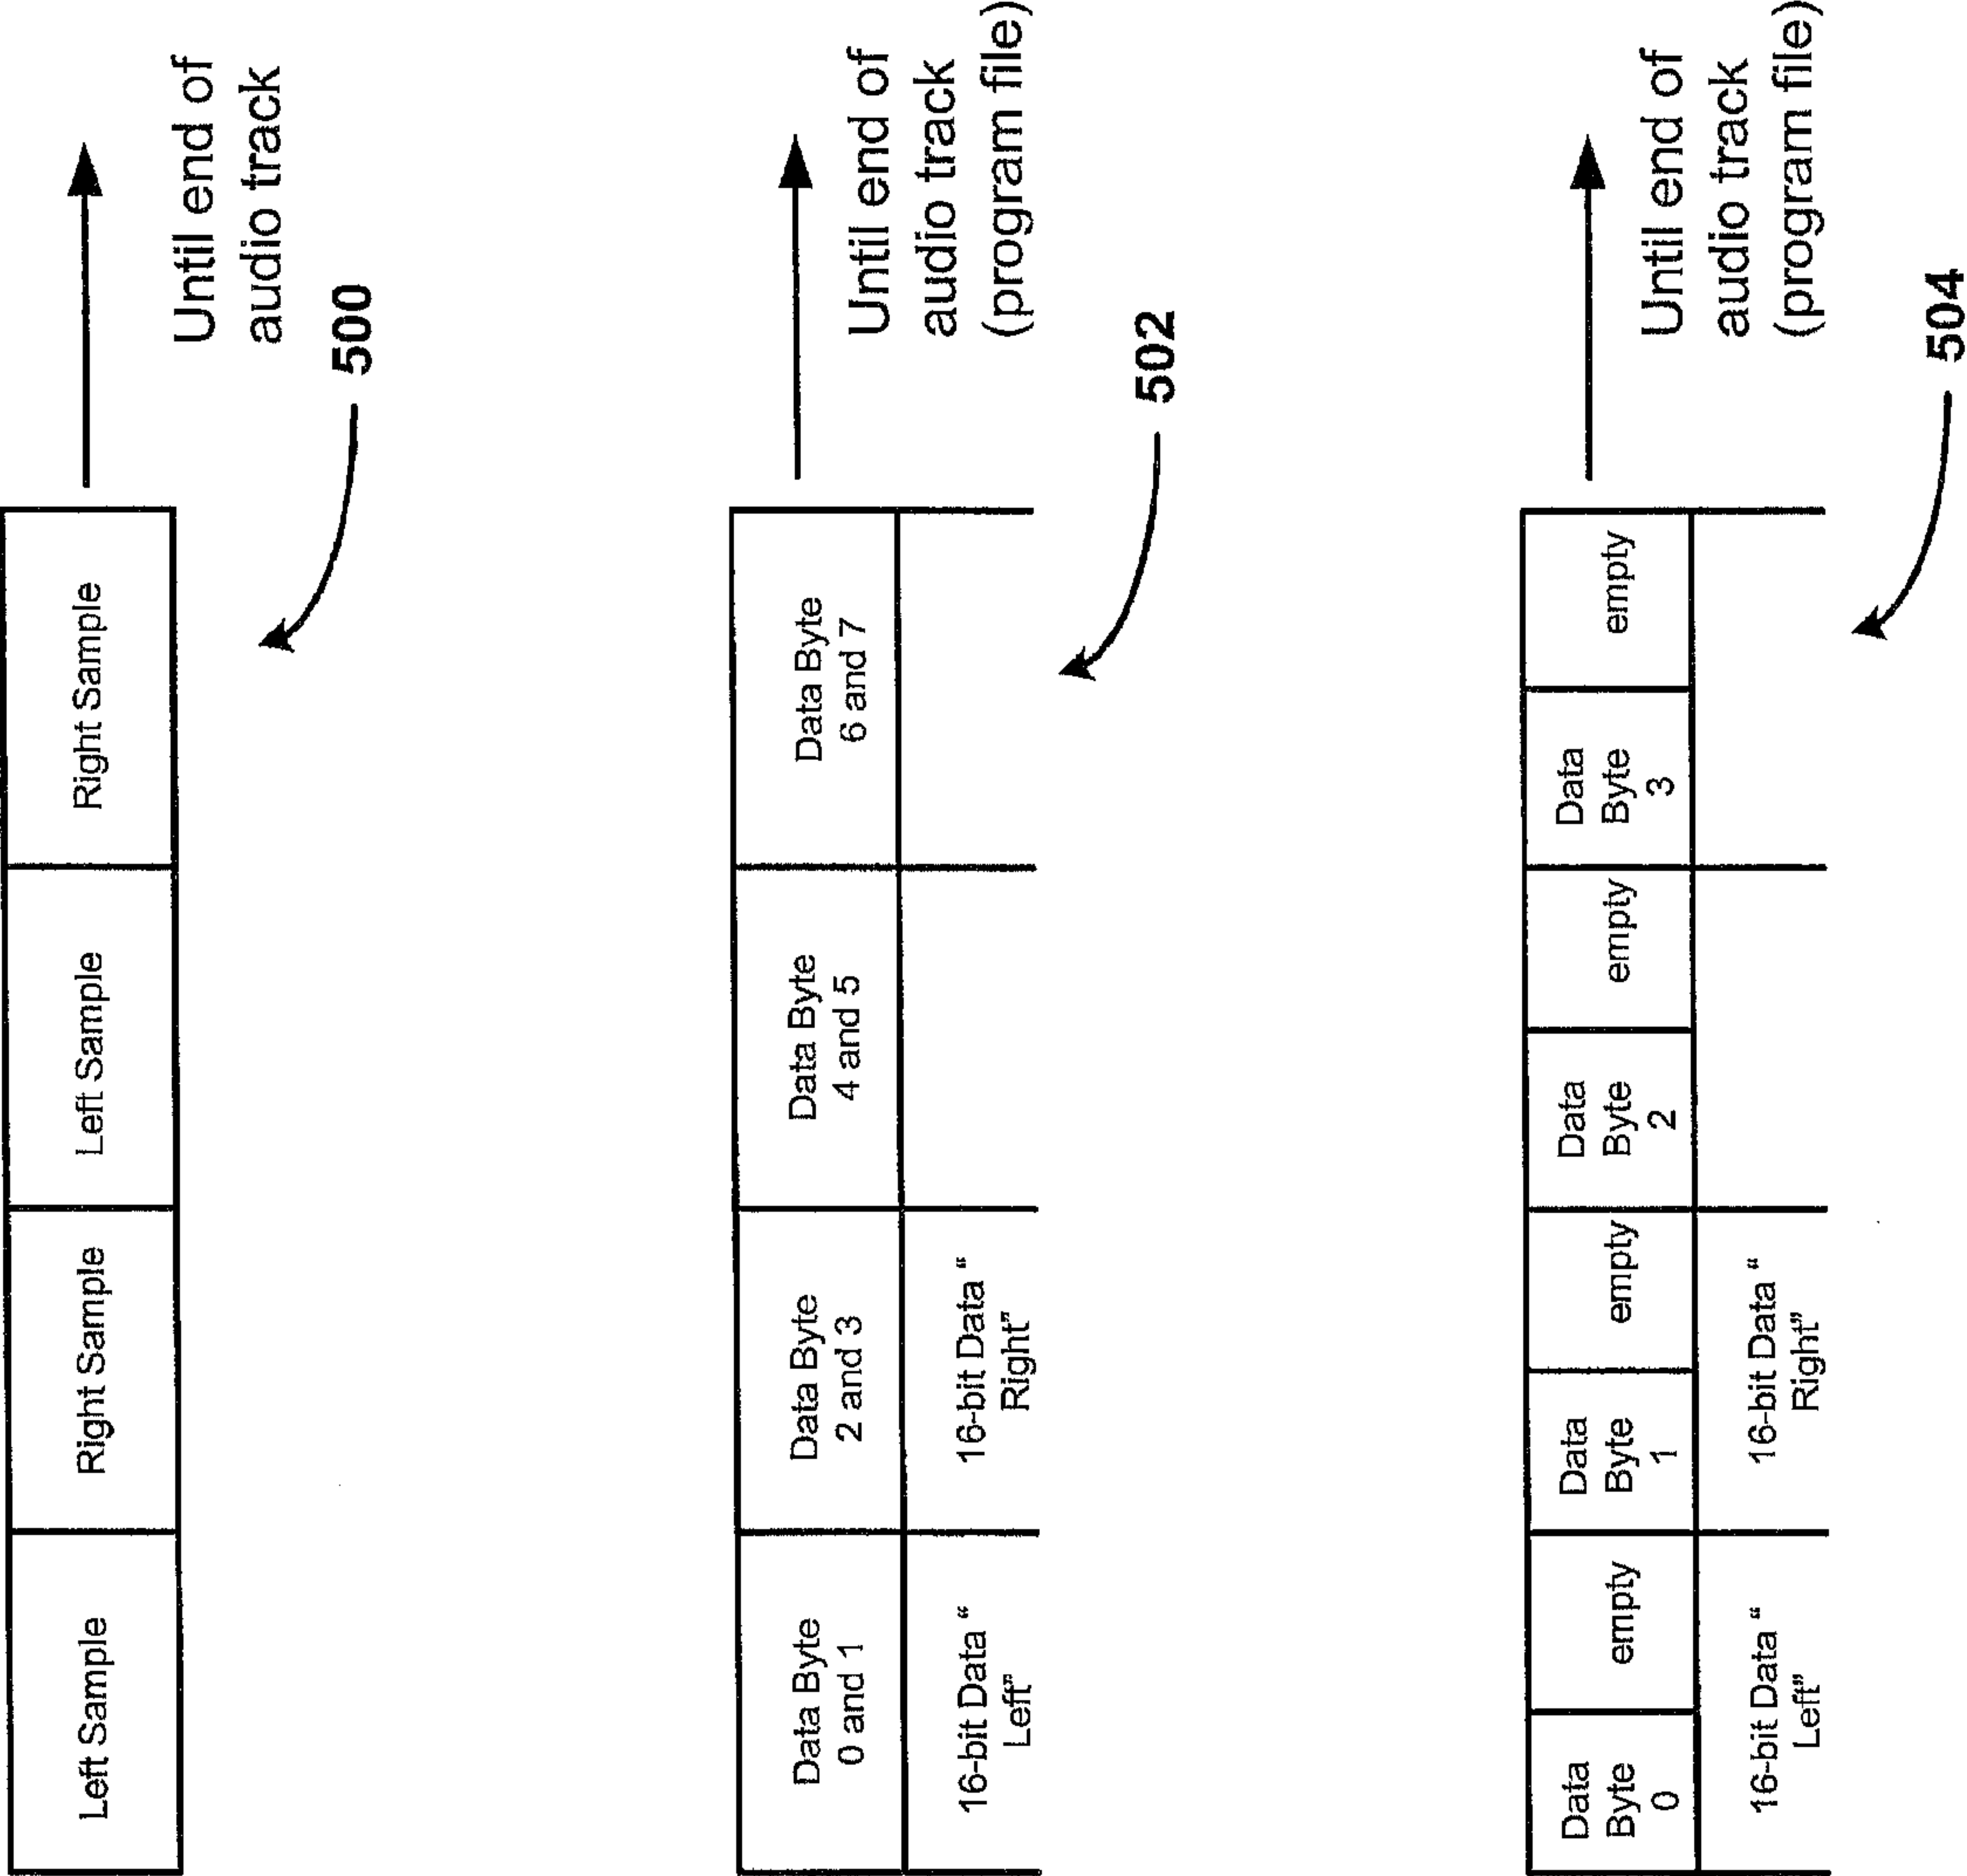 Left Sample
Right Sample
Left Sample
Right Sample
Until end of
audio track
500
Data Byte
0 and 1
Data Byte
2 and 3
Data Byte
4 and 5
Data Byte
6 and 7
16-bit Data “
Left”
16-bit Data “
Right”
Until end of
audio track
(program file)
502
Data
Byte
0
empty
Data
Byte
1
empty
Data
Byte
2
empty
Data
Byte
3
empty
16-bit Data “
Left”
16-bit Data “
Right”
Until end of
audio track
(program file)
504